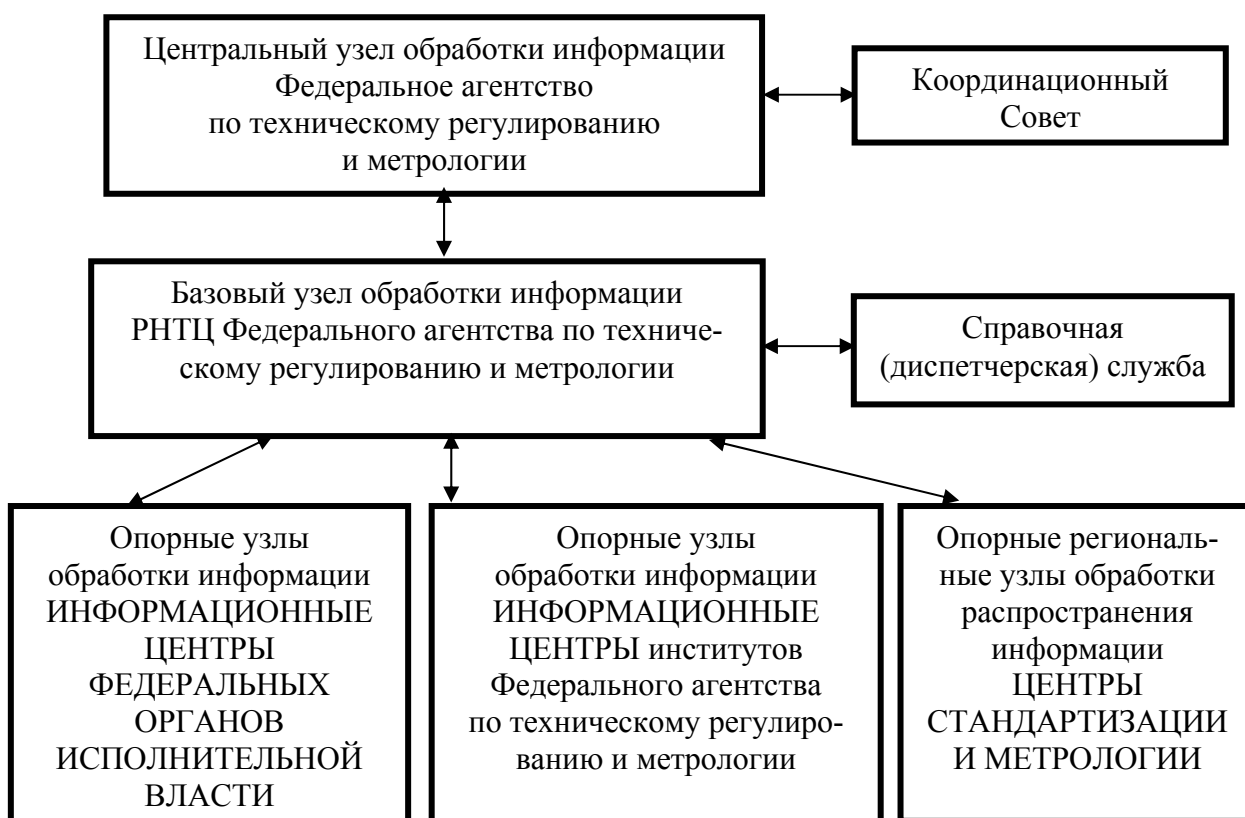 Центральный узел обработки информации
Федеральное агентство
по техническому регулированию
и метрологии
Координационный
Совет
Базовый узел обработки информации
РНТЦ Федерального агентства по техниче-
скому регулированию и метрологии
Справочная
(диспетчерская) служба
Опорные узлы
обработки информации
ИНФОРМАЦИОННЫЕ
ЦЕНТРЫ
ФЕДЕРАЛЬНЫХ
ОРГАНОВ
ИСПОЛНИТЕЛЬНОЙ
ВЛАСТИ
Опорные узлы
обработки информации
ИНФОРМАЦИОННЫЕ
ЦЕНТРЫ институтов
Федерального агентства
по техническому регулиро-
ванию и метрологии
Опорные региональ-
ные узлы обработки
распространения
информации
ЦЕНТРЫ
СТАНДАРТИЗАЦИИ
И МЕТРОЛОГИИ